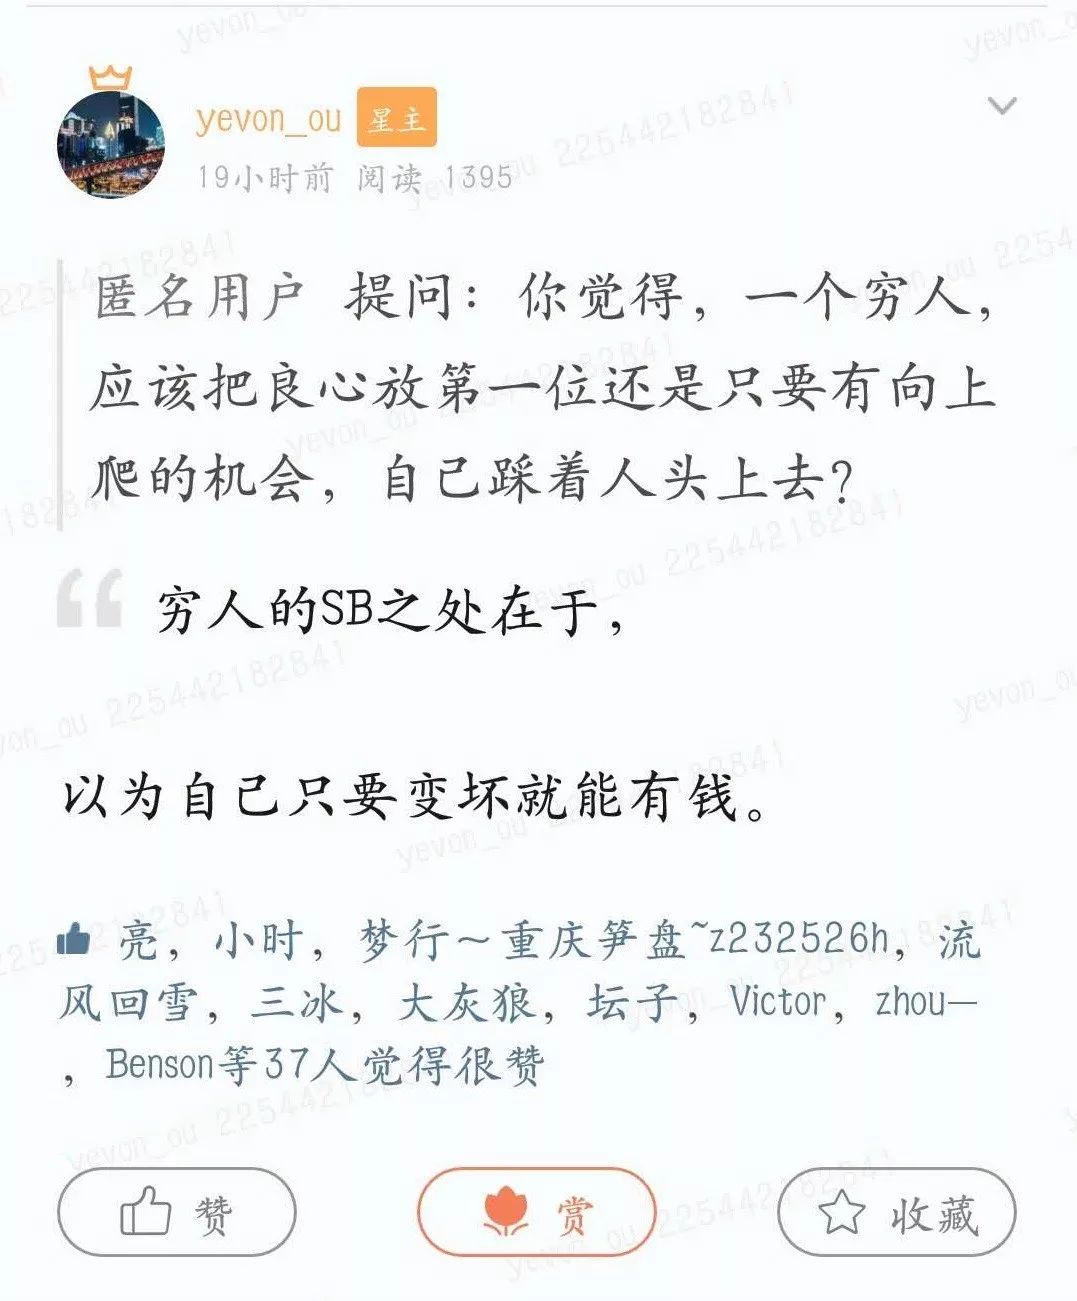 yevon_ou 星主
19小时前 阅读 1395
匿名用户 提问：你觉得，一个穷人，
应该把良心放第一位还是只要有向上
爬的机会，自己踩着人头上去？
“ 穷人的SB之处在于，
以为自己只要变坏就能有钱。
亮，小时，梦行～重庆笋盘~z232526h，流
风回雪，三冰，大灰狼，坛子，Victor，zhou—
，Benson等37人觉得很赞
赞 赏 收藏
yevon_ou 225442182841